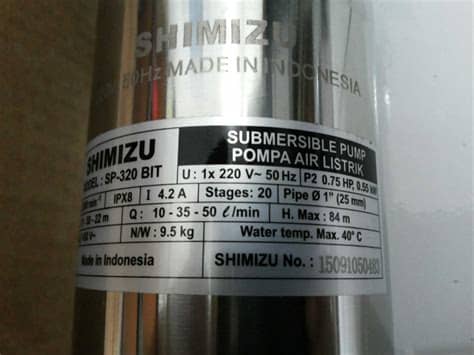 SHIMIZU
50Hz MADE IN INDONESIA
SHIMIZU
SUBMERSIBLE PUMP
POMPA AIR LISTRIK
MODEL : SP-320 BIT
U : 1x 220 V~ 50 Hz
P2 0.75 HP, 0.55 kW
IPX8
I 4.2 A
Stages: 20
Pipe Ø 1" (25 mm)
Q : 10 - 35 - 50 ℓ/min
H. Max : 84 m
N/W : 9.5 kg
Water temp. Max. 40° C
Made in Indonesia
SHIMIZU No. : 15091050483